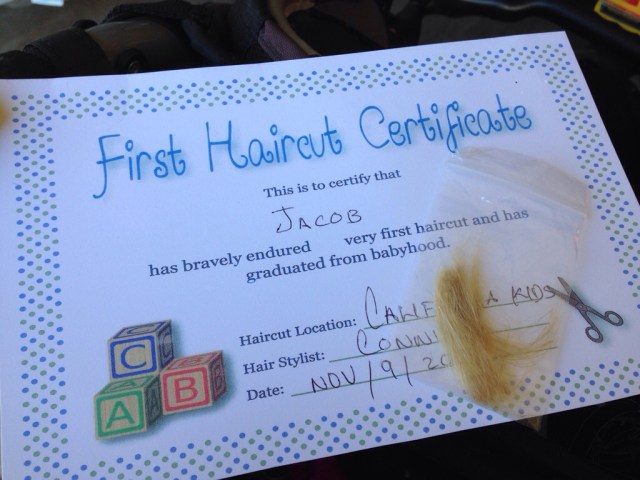 First Haircut Certificate
This is to certify that
JACOB
has bravely endured very first haircut and has
graduated from babyhood.
Haircut Location: KIDS
Hair Stylist:
Date: NOV/9/20
C
A B